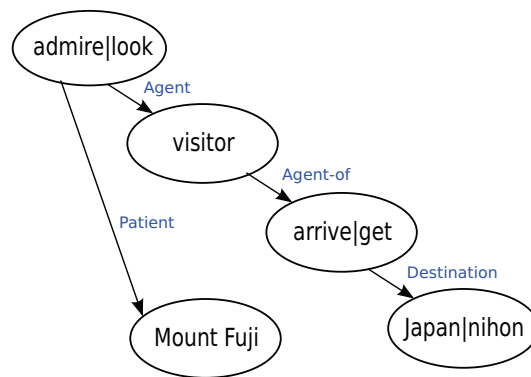 admire|look
Agent
visitor
Agent-of
Patient
arrive|get
Destination
Mount Fuji
Japan|nihon